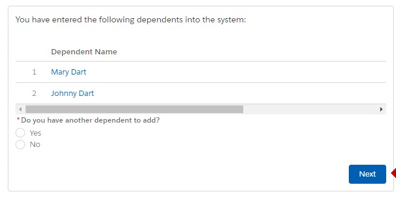 You have entered the following dependents into the system:
Dependent Name
1 Mary Dart
2 Johnny Dart
* Do you have another dependent to add?
Yes
No
Next